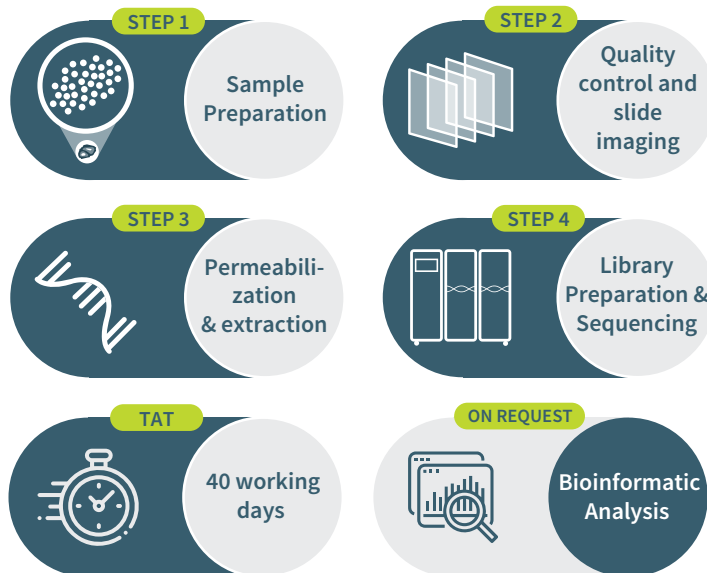 STEP 1
Sample
Preparation
STEP 2
Quality
control and
slide
imaging
STEP 3
Permeabili-
zation
& extraction
STEP 4
Library
Preparation &
Sequencing
TAT
40 working
days
ON REQUEST
Bioinformatic
Analysis